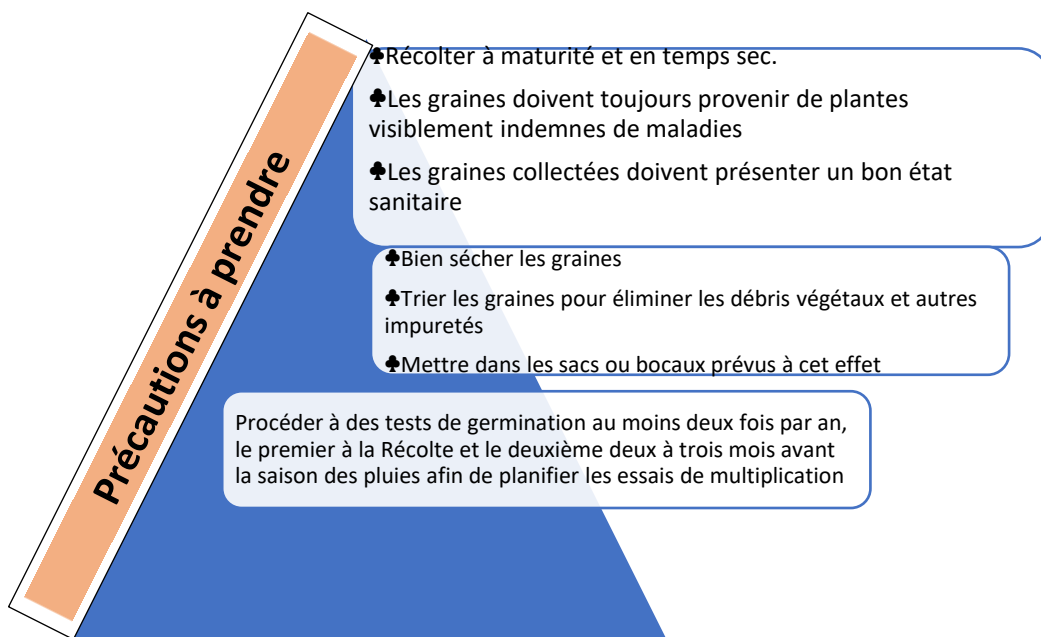 Précautions à prendre
♣Récolter à maturité et en temps sec.
♣Les graines doivent toujours provenir de plantes
visiblement indemnes de maladies
♣Les graines collectées doivent présenter un bon état
sanitaire
♣Bien sécher les graines
♣Trier les graines pour éliminer les débris végétaux et autres
impuretés
♣Mettre dans les sacs ou bocaux prévus à cet effet
Procéder à des tests de germination au moins deux fois par an,
le premier à la Récolte et le deuxième deux à trois mois avant
la saison des pluies afin de planifier les essais de multiplication